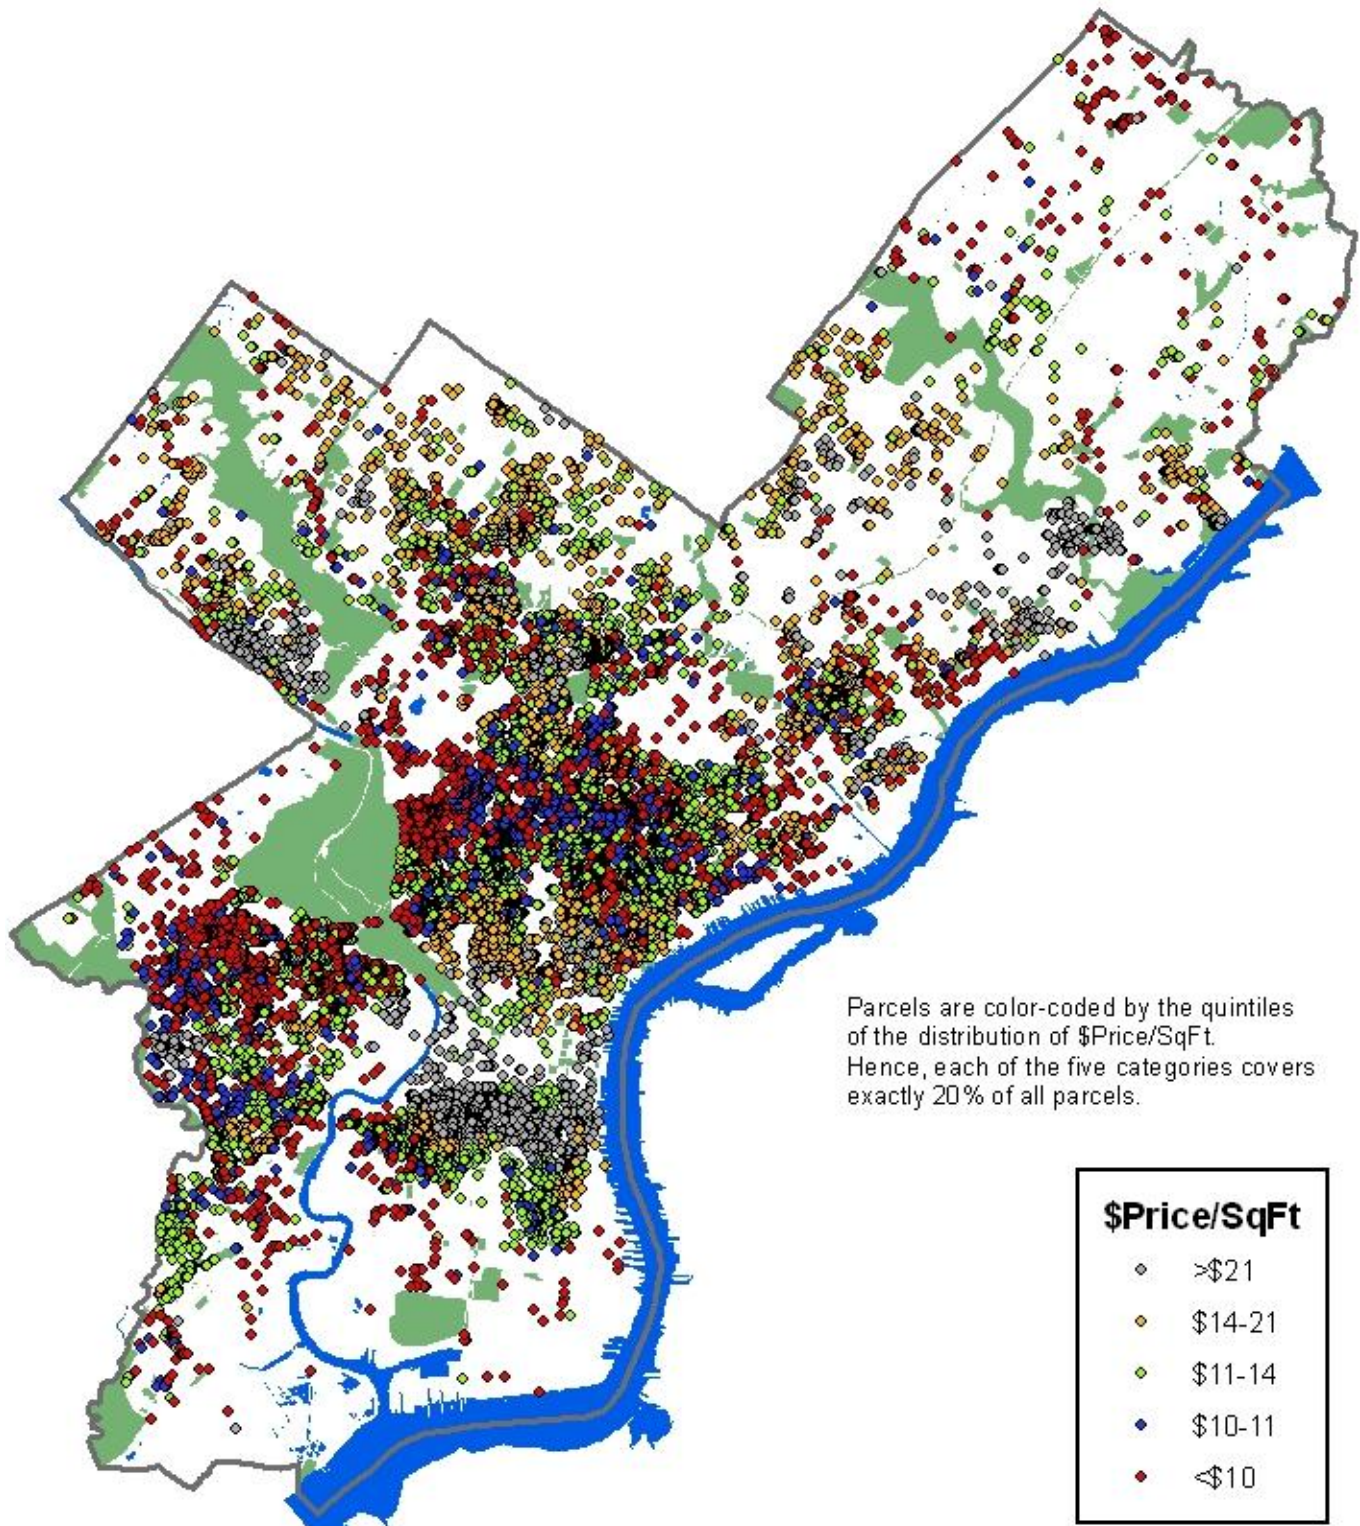 Parcels are color-coded by the quintiles
of the distribution of $Price/SqFt.
Hence, each of the five categories covers
exactly 20% of all parcels.
$Price/SqFt
>$21
$14-21
$11-14
$10-11
<$10